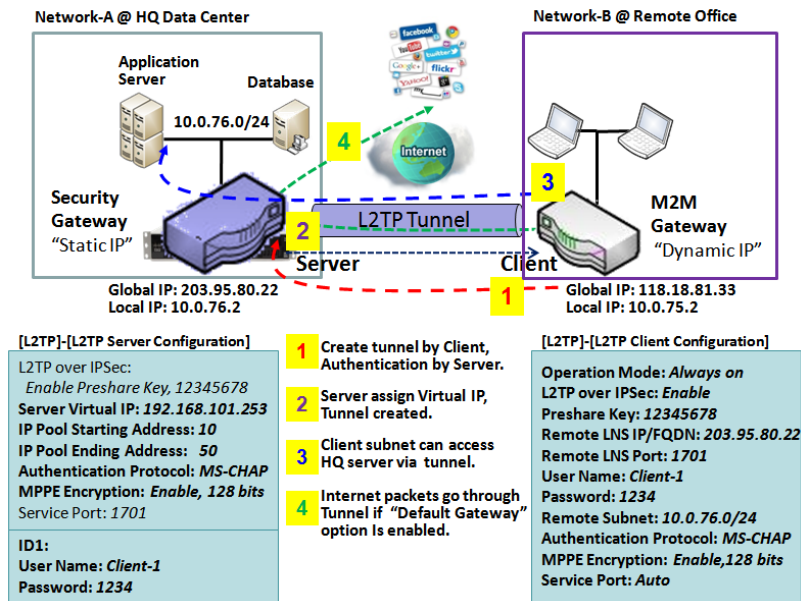 Network-A @ HQ Data Center
Network-B @ Remote Office
Application
Server
Database
10.0.76.0/24
facebook
YouTube
twitter
Google+
flickr
YAHOO!
my
4
Internet
3
Security
Gateway
"Static IP"
M2M
Gateway
"Dynamic IP"
2
L2TP Tunnel
Server
Client
1
Global IP: 203.95.80.22
Local IP: 10.0.76.2
Global IP: 118.18.81.33
Local IP: 10.0.75.2
[L2TP]-[L2TP Server Configuration]
L2TP over IPSec:
Enable Preshare Key, 12345678
Server Virtual IP: 192.168.101.253
IP Pool Starting Address: 10
IP Pool Ending Address: 50
Authentication Protocol: MS-CHAP
MPPE Encryption: Enable, 128 bits
Service Port: 1701
ID1:
User Name: Client-1
Password: 1234
1
Create tunnel by Client,
Authentication by Server.
2
Server assign Virtual IP,
Tunnel created.
3
Client subnet can access
HQ server via tunnel.
4
Internet packets go through
Tunnel if "Default Gateway"
option Is enabled.
[L2TP]-[L2TP Client Configuration]
Operation Mode: Always on
L2TP over IPSec: Enable
Preshare Key: 12345678
Remote LNS IP/FQDN: 203.95.80.22
Remote LNS Port: 1701
User Name: Client-1
Password: 1234
Remote Subnet: 10.0.76.0/24
Authentication Protocol: MS-CHAP
MPPE Encryption: Enable,128 bits
Service Port: Auto